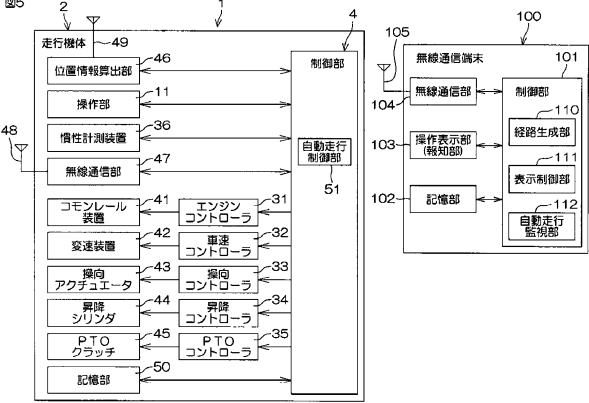 図5
2
1
走行機体
49
4
位置情報算出部
46
制御部
操作部
11
慣性計測装置
36
48
無線通信部
47
自動走行
制御部
51
コモンレール
装置
41
エンジン
コントローラ
31
変速装置
42
車速
コントローラ
32
操向
アクチュエータ
43
操向
コントローラ
33
昇降
シリンダ
44
昇降
コントローラ
34
PTO
クラッチ
45
PTO
コントローラ
35
記憶部
50
100
105
無線通信端末
101
無線通信部
104
制御部
110
経路生成部
103
操作表示部
(報知部)
111
表示制御部
102
記憶部
112
自動走行
監視部